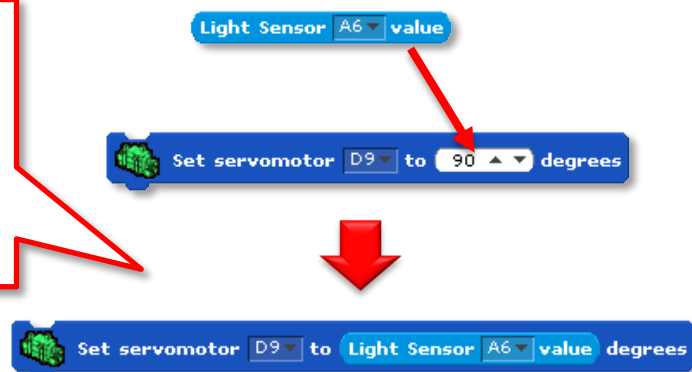 Light Sensor A6 value
Set servomotor D9 to 90 degrees
Set servomotor D9 to Light Sensor A6 value degrees